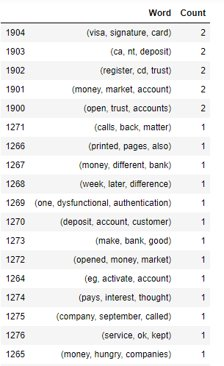 Word Count
1904 (visa, signature, card) 2
1903 (ca, nt, deposit) 2
1902 (register, cd, trust) 2
1901 (money, market, account) 2
1900 (open, trust, accounts) 2
1271 (calls, back, matter) 1
1266 (printed, pages, also) 1
1267 (money, different, bank) 1
1268 (week, later, difference) 1
1269 (one, dysfunctional, authentication) 1
1270 (deposit, account, customer) 1
1273 (make, bank, good) 1
1272 (opened, money, market) 1
1264 (eg, activate, account) 1
1274 (pays, interest, thought) 1
1275 (company, september, called) 1
1276 (service, ok, kept) 1
1265 (money, hungry, companies) 1